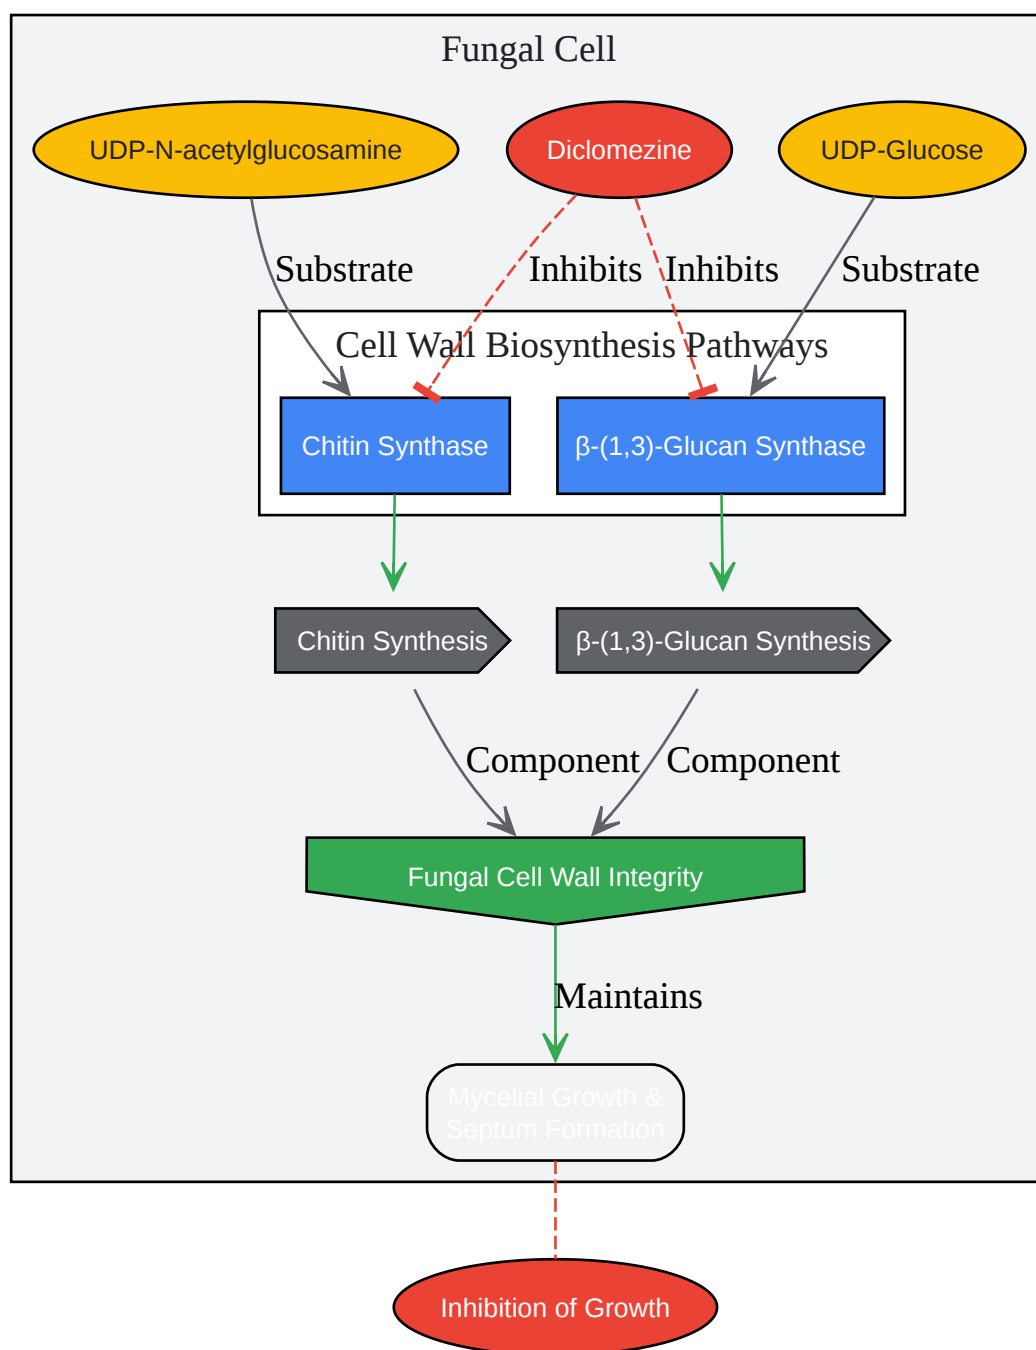 Fungal Cell
UDP-N-acetylglucosamine
Diclomezine
UDP-Glucose
Substrate
Inhibits
Inhibits
Substrate
Cell Wall Biosynthesis Pathways
Chitin Synthase
β-(1,3)-Glucan Synthase
Chitin Synthesis
β-(1,3)-Glucan Synthesis
Component
Component
Fungal Cell Wall Integrity
Maintains
Mycelial Growth &
Septum Formation
Inhibition of Growth